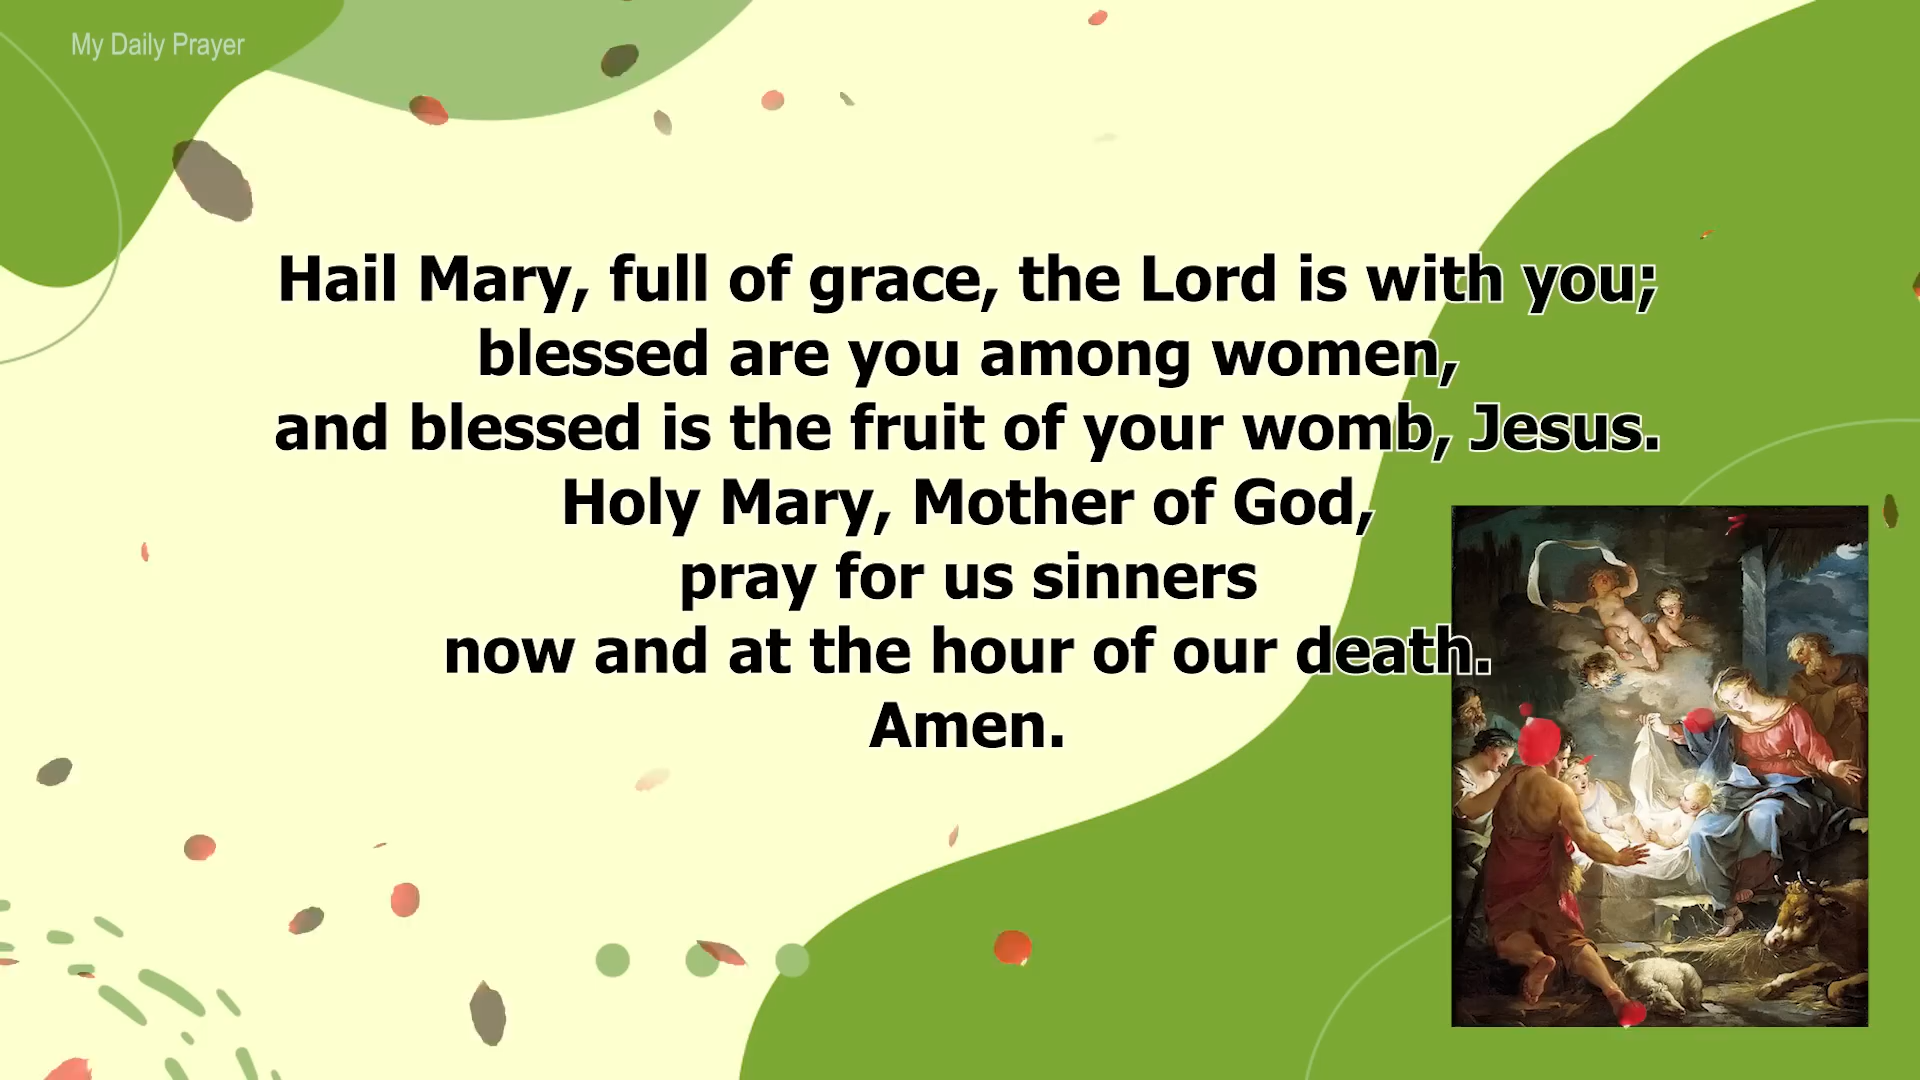 My Daily Prayer
Hail Mary, full of grace, the Lord is with you;
blessed are you among women,
and blessed is the fruit of your womb, Jesus.
Holy Mary, Mother of God,
pray for us sinners
now and at the hour of our death.
Amen.